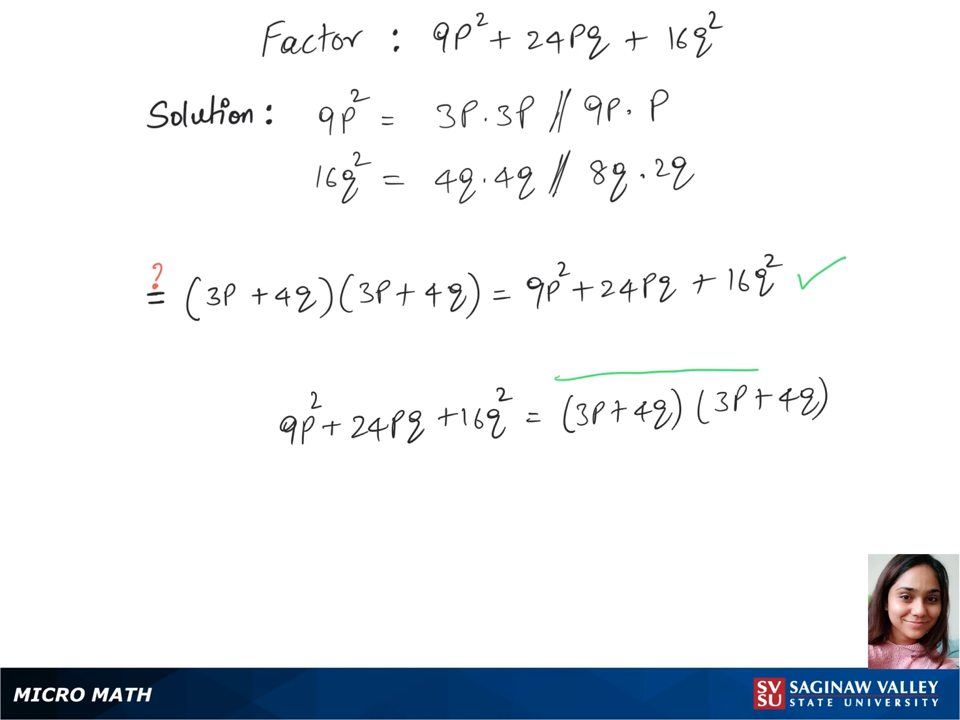 Factor : 9p² + 24pq + 16q²
Solution: 9p² = 3p . 3p // 9p . p
16q² = 4q . 4q // 8q . 2q
?
= (3p + 4q) (3p + 4q) = 9p² + 24pq + 16q² ✓
9p² + 24pq + 16q² = (3p + 4q) (3p + 4q)
MICRO MATH
SV SU SAGINAW VALLEY
STATE UNIVERSITY